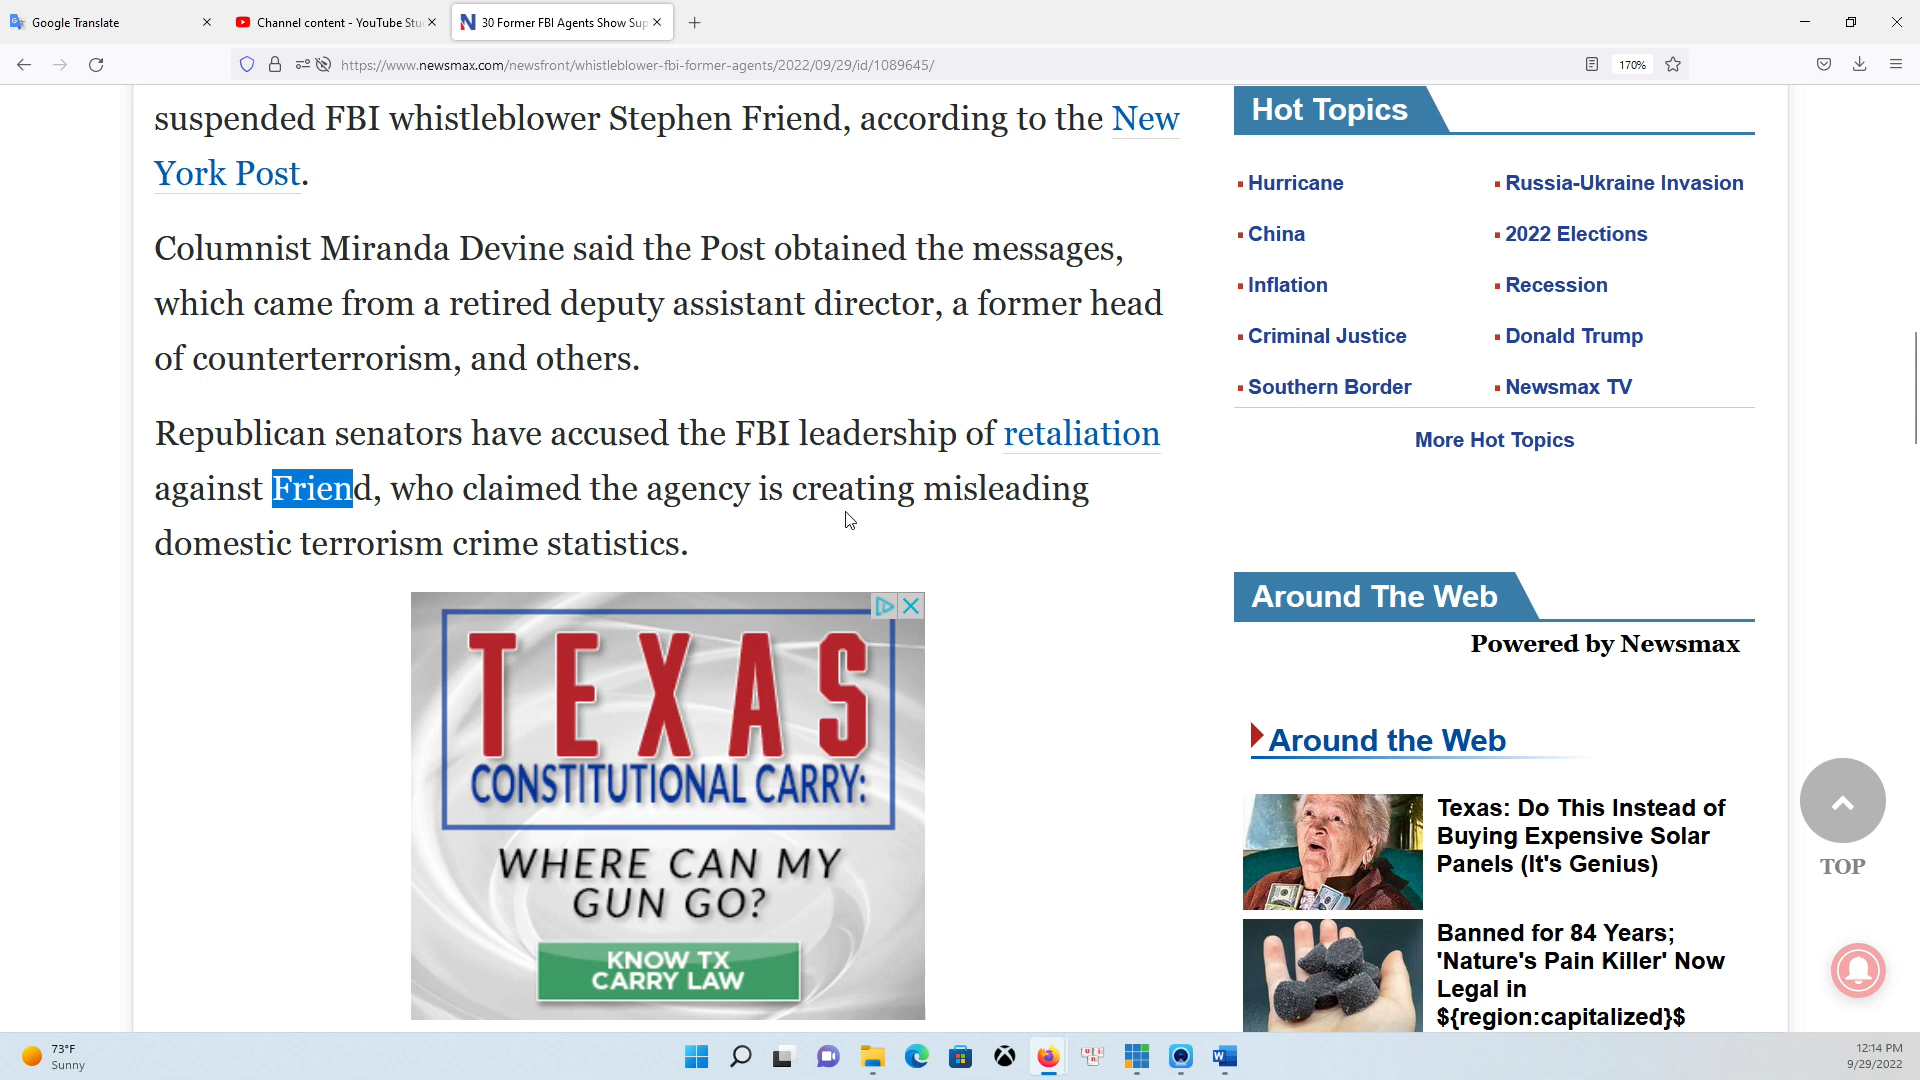 Google Translate
Channel content - YouTube Stu
30 Former FBI Agents Show Sup
https://www.newsmax.com/newsfront/whistleblower-fbi-former-agents/2022/09/29/id/1089645/
170%
suspended FBI whistleblower Stephen Friend, according to the New
York Post.
Columnist Miranda Devine said the Post obtained the messages,
which came from a retired deputy assistant director, a former head
of counterterrorism, and others.
Republican senators have accused the FBI leadership of retaliation
against Friend, who claimed the agency is creating misleading
domestic terrorism crime statistics.
TEXAS
CONSTITUTIONAL CARRY:
WHERE CAN MY
GUN GO?
KNOW TX
CARRY LAW
Hot Topics
Hurricane
Russia-Ukraine Invasion
China
2022 Elections
Inflation
Recession
Criminal Justice
Donald Trump
Southern Border
Newsmax TV
More Hot Topics
Around The Web
Powered by Newsmax
Around the Web
Texas: Do This Instead of
Buying Expensive Solar
Panels (It's Genius)
Banned for 84 Years;
'Nature's Pain Killer' Now
Legal in
${region:capitalized}$
TOP
73°F
Sunny
12:14 PM
9/29/2022